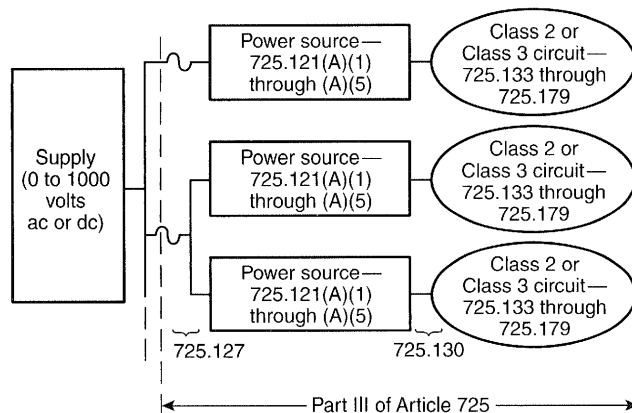 Power source—
725.121(A)(1)
through (A)(5)
Class 2 or
Class 3 circuit—
725.133 through
725.179
Supply
(0 to 1000
volts
ac or dc)
Power source—
725.121(A)(1)
through (A)(5)
Class 2 or
Class 3 circuit—
725.133 through
725.179
Power source—
725.121(A)(1)
through (A)(5)
Class 2 or
Class 3 circuit—
725.133 through
725.179
725.127
725.130
Part III of Article 725